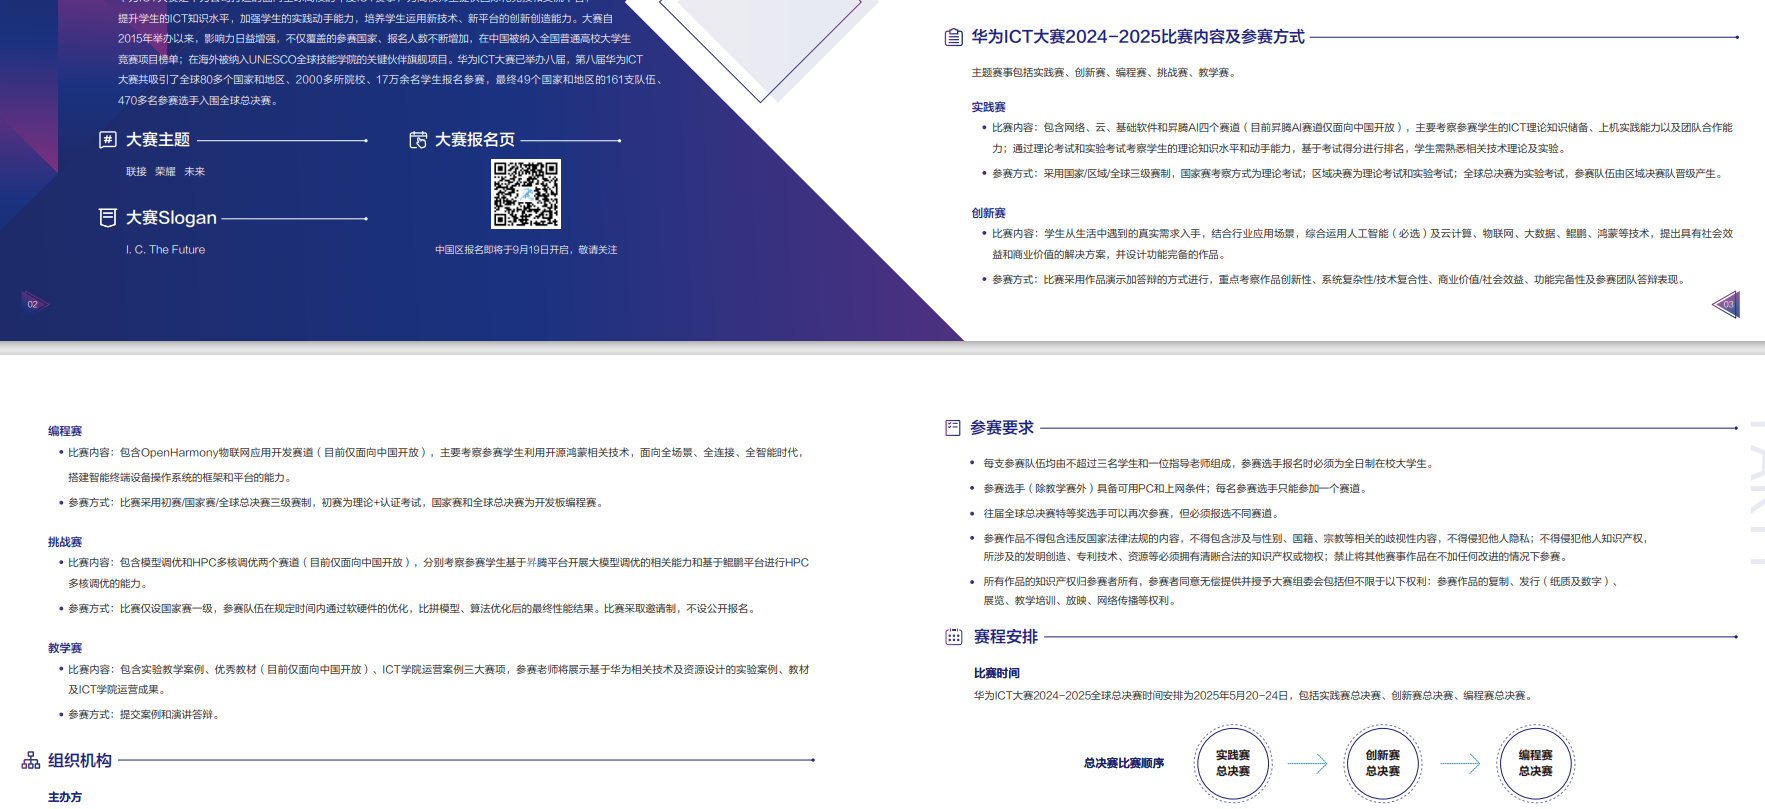 提升学生的ICT知识水平，加强学生的实践动手能力，培养学生运用新技术、新平台的创新创造能力。大赛自
2015年举办以来，影响力日益增强，不仅覆盖的参赛国家、报名人数不断增加，在中国被纳入全国普通高校大学生
竞赛项目榜单；在海外被纳入UNESCO全球技能学院的关键伙伴旗舰项目。华为ICT大赛已举办八届，第八届华为ICT
大赛共吸引了全球80多个国家和地区、2000多所院校、17万余名学生报名参赛，最终49个国家和地区的161支队伍、
470多名参赛选手入围全球总决赛。
大赛主题
联接 荣耀 未来
大赛Slogan
I. C. The Future
大赛报名页
中国区报名即将于9月19日开启，敬请关注
02
华为ICT大赛2024-2025比赛内容及参赛方式
主题赛事包括实践赛、创新赛、编程赛、挑战赛、教学赛。
实践赛
• 比赛内容：包含网络、云、基础软件和昇腾AI四个赛道（目前昇腾AI赛道仅面向中国开放），主要考察参赛学生的ICT理论知识储备、上机实践能力以及团队合作能
力；通过理论考试和实验考试考察学生的理论知识水平和动手能力，基于考试得分进行排名，学生需熟悉相关技术理论及实验。
• 参赛方式：采用国家/区域/全球三级赛制，国家赛考察方式为理论考试；区域决赛为理论考试和实验考试；全球总决赛为实验考试，参赛队伍由区域决赛队晋级产生。
创新赛
• 比赛内容：学生从生活中遇到的真实需求入手，结合行业应用场景，综合运用人工智能（必选）及云计算、物联网、大数据、鲲鹏、鸿蒙等技术，提出具有社会效
益和商业价值的解决方案，并设计功能完备的作品。
• 参赛方式：比赛采用作品演示加答辩的方式进行，重点考察作品创新性、系统复杂性/技术复合性、商业价值/社会效益、功能完备性及参赛团队答辩表现。
03
编程赛
• 比赛内容：包含OpenHarmony物联网应用开发赛道（目前仅面向中国开放），主要考察参赛学生利用开源鸿蒙相关技术，面向全场景、全连接、全智能时代，
搭建智能终端设备操作系统的框架和平台的能力。
• 参赛方式：比赛采用初赛/国家赛/全球总决赛三级赛制，初赛为理论+认证考试，国家赛和全球总决赛为开发板编程赛。
挑战赛
• 比赛内容：包含模型调优和HPC多核调优两个赛道（目前仅面向中国开放），分别考察参赛学生基于昇腾平台开展大模型调优的相关能力和基于鲲鹏平台进行HPC
多核调优的能力。
• 参赛方式：比赛仅设国家赛一级，参赛队伍在规定时间内通过软硬件的优化，比拼模型、算法优化后的最终性能结果。比赛采取邀请制，不设公开报名。
教学赛
• 比赛内容：包含实验教学案例、优秀教材（目前仅面向中国开放）、ICT学院运营案例三大赛项，参赛老师将展示基于华为相关技术及资源设计的实验案例、教材
及ICT学院运营成果。
• 参赛方式：提交案例和演讲答辩。
组织机构
主办方
参赛要求
• 每支参赛队伍均由不超过三名学生和一位指导老师组成，参赛选手报名时必须为全日制在校大学生。
• 参赛选手（除教学赛外）具备可用PC和上网条件；每名参赛选手只能参加一个赛道。
• 往届全球总决赛特等奖选手可以再次参赛，但必须报选不同赛道。
• 参赛作品不得包含违反国家法律法规的内容，不得包含涉及与性别、国籍、宗教等相关的歧视性内容，不得侵犯他人隐私；不得侵犯他人知识产权，
所涉及的发明创造、专利技术、资源等必须拥有清晰合法的知识产权或物权；禁止将其他赛事作品在不加任何改进的情况下参赛。
• 所有作品的知识产权归参赛者所有，参赛者同意无偿提供并授予大赛组委会包括但不限于以下权利：参赛作品的复制、发行（纸质及数字）、
展览、教学培训、放映、网络传播等权利。
赛程安排
比赛时间
华为ICT大赛2024-2025全球总决赛时间安排为2025年5月20-24日，包括实践赛总决赛、创新赛总决赛、编程赛总决赛。
总决赛比赛顺序
实践赛
总决赛
创新赛
总决赛
编程赛
总决赛